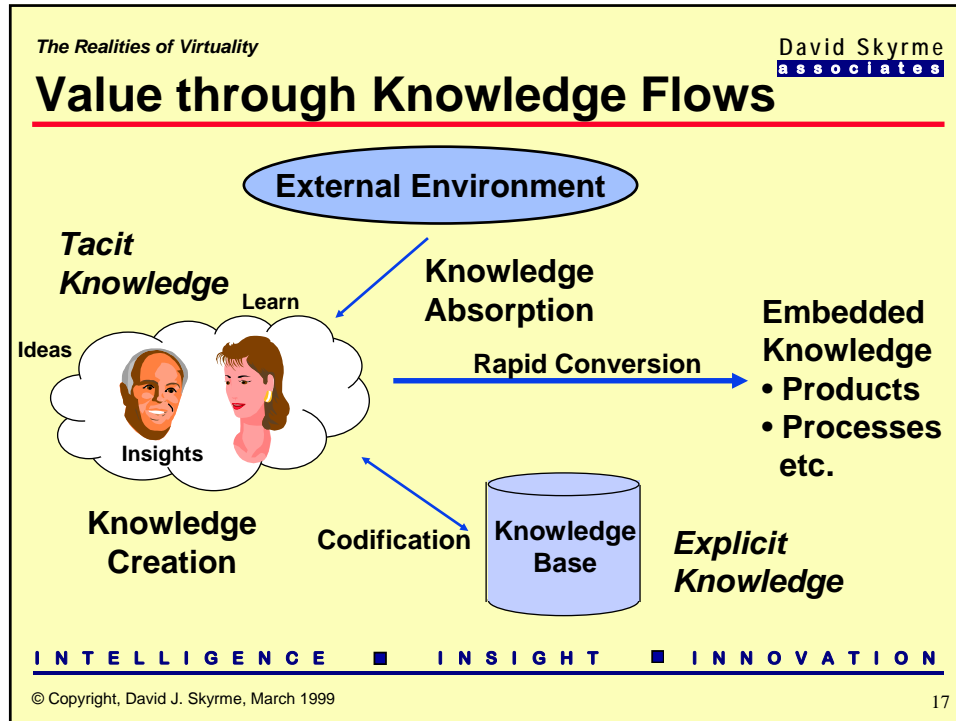 The Realities of Virtuality
David Skyrme
associates
Value through Knowledge Flows
External Environment
Tacit
Knowledge
Learn
Ideas
Insights
Knowledge
Absorption
Rapid Conversion
Embedded
Knowledge
• Products
• Processes
etc.
Knowledge
Creation
Codification
Knowledge
Base
Explicit
Knowledge
INTELLIGENCE ■ INSIGHT ■ INNOVATION
© Copyright, David J. Skyrme, March 1999
17